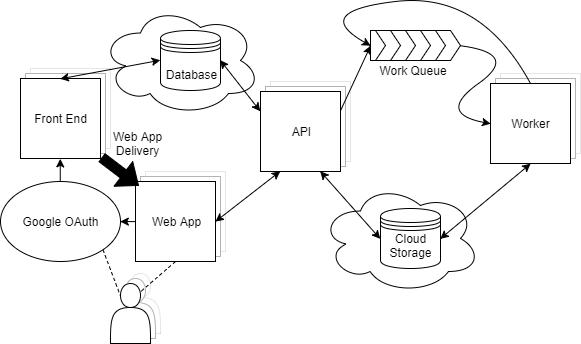 Database
Work Queue
Front End
API
Worker
Web App
Delivery
Google OAuth
Web App
Cloud
Storage